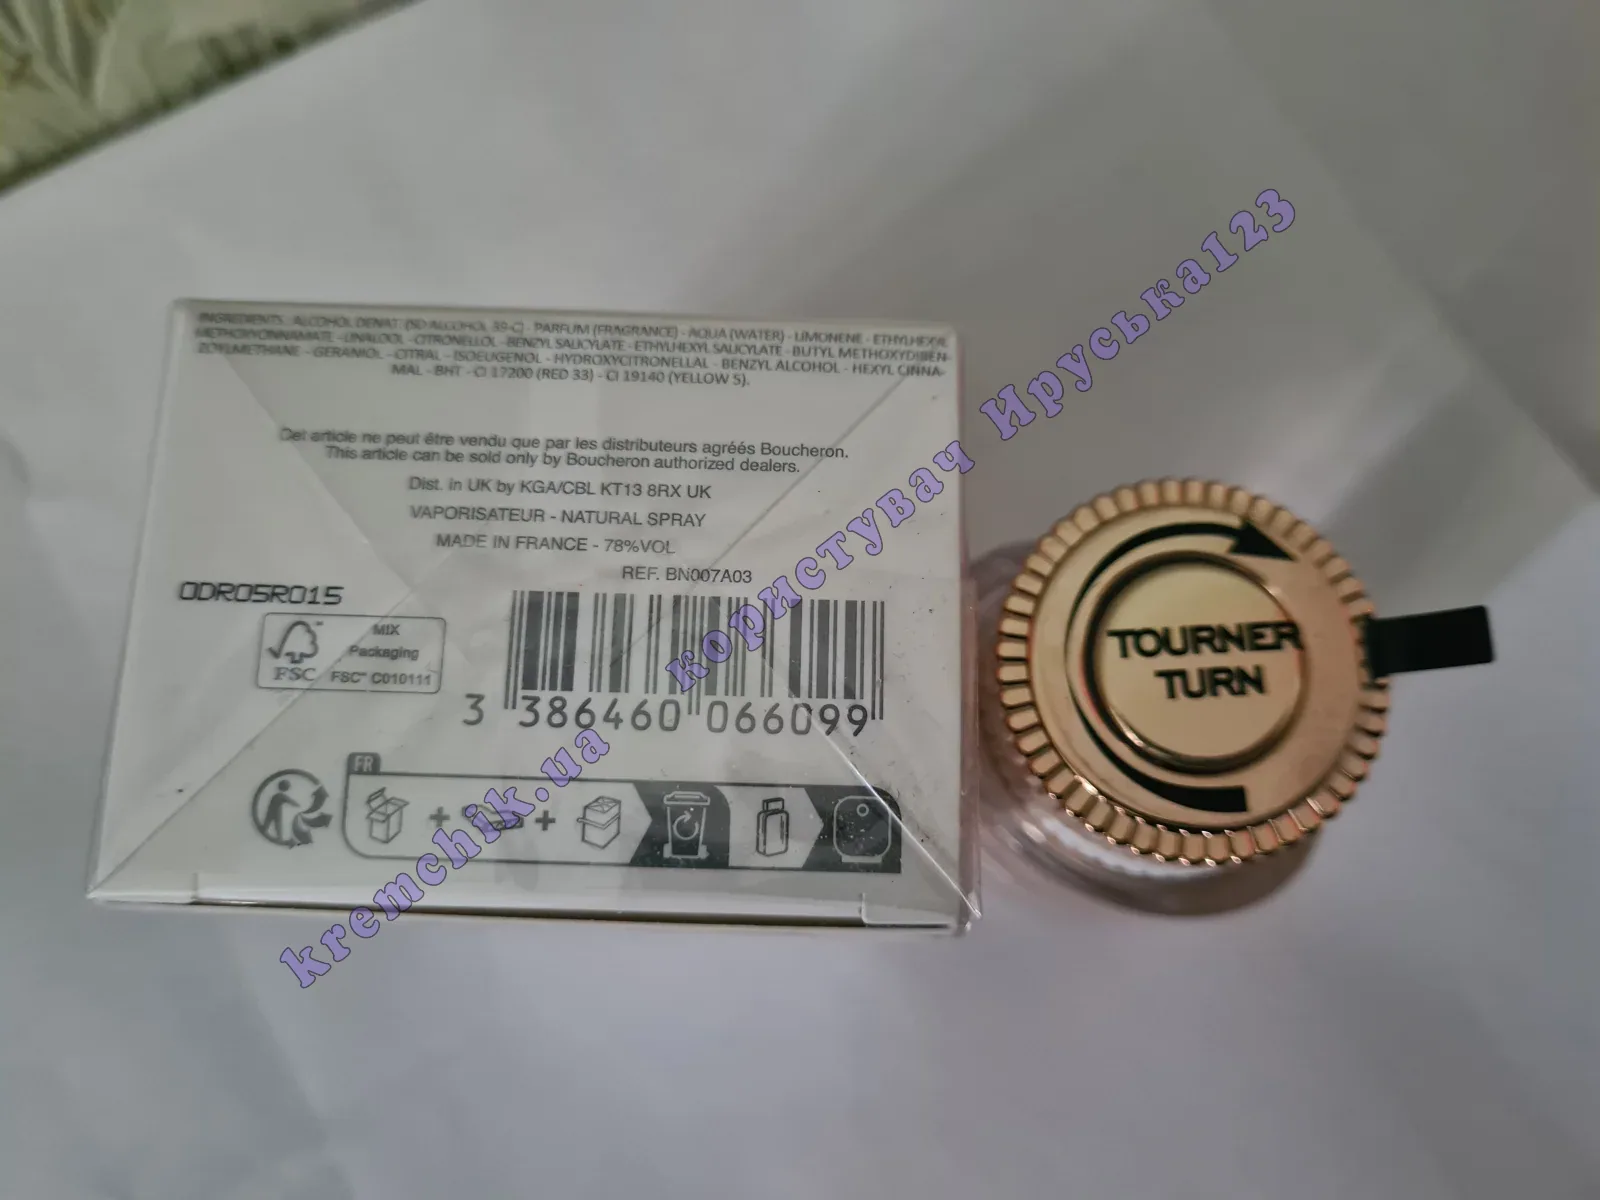 INGREDIENTS : ALCOHOL DENAT. (SD ALCOHOL 39-C) - PARFUM (FRAGRANCE) - AQUA (WATER) - LIMONENE - ETHYLHEXYL
METHOXYCINNAMATE - LINALOOL - CITRONELLOL - BENZYL SALICYLATE - ETHYLHEXYL SALICYLATE - BUTYL METHOXYDIBEN-
ZOYLMETHANE - GERANIOL - CITRAL - ISOEUGENOL - HYDROXYCITRONELLAL - BENZYL ALCOHOL - HEXYL CINNA-
MAL - BHT - CI 17200 (RED 33) - CI 19140 (YELLOW 5).
Cet article ne peut être vendu que par les distributeurs agréés Boucheron.
This article can be sold only by Boucheron authorized dealers.
Dist. in UK by KGA/CBL KT13 8RX UK
VAPORISATEUR - NATURAL SPRAY
MADE IN FRANCE - 78%VOL
REF. BN007A03
0DR05R015
MIX
Packaging
FSC
FSC™ C010111
3 386460 066099
FR
TOURNER
TURN
kremchik.ua користувач Ируська123